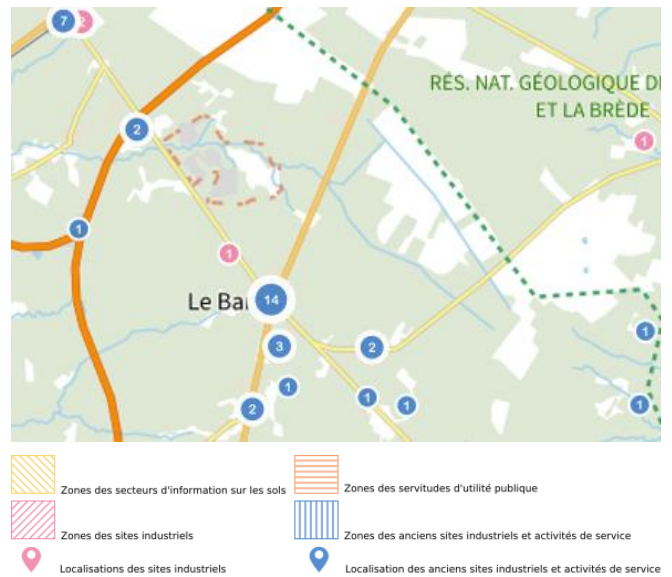 7
2
RÉS. NAT. GÉOLOGIQUE DE
ET LA BRÈDE
2
1
1
1
Le Bar
14
3
2
1
1
2
1
1
1
Zones des secteurs d'information sur les sols
Zones des servitudes d'utilité publique
Zones des sites industriels
Zones des anciens sites industriels et activités de service
Localisations des sites industriels
Localisation des anciens sites industriels et activités de service